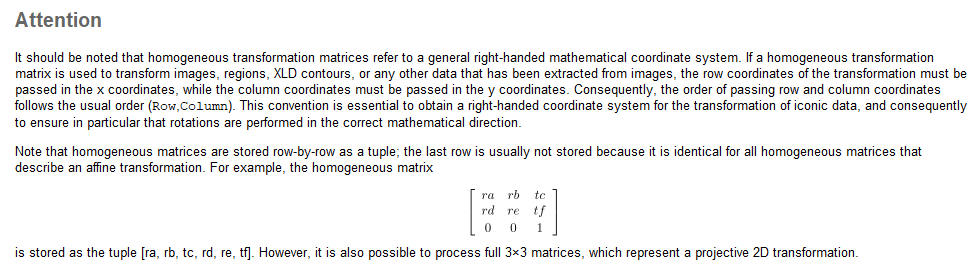 Attention
It should be noted that homogeneous transformation matrices refer to a general right-handed mathematical coordinate system. If a homogeneous transformation
matrix is used to transform images, regions, XLD contours, or any other data that has been extracted from images, the row coordinates of the transformation must be
passed in the x coordinates, while the column coordinates must be passed in the y coordinates. Consequently, the order of passing row and column coordinates
follows the usual order (Row,Column). This convention is essential to obtain a right-handed coordinate system for the transformation of iconic data, and consequently
to ensure in particular that rotations are performed in the correct mathematical direction.
Note that homogeneous matrices are stored row-by-row as a tuple; the last row is usually not stored because it is identical for all homogeneous matrices that
describe an affine transformation. For example, the homogeneous matrix
ra rb tc
rd re tf
0 0 1
is stored as the tuple [ra, rb, tc, rd, re, tf]. However, it is also possible to process full 3×3 matrices, which represent a projective 2D transformation.